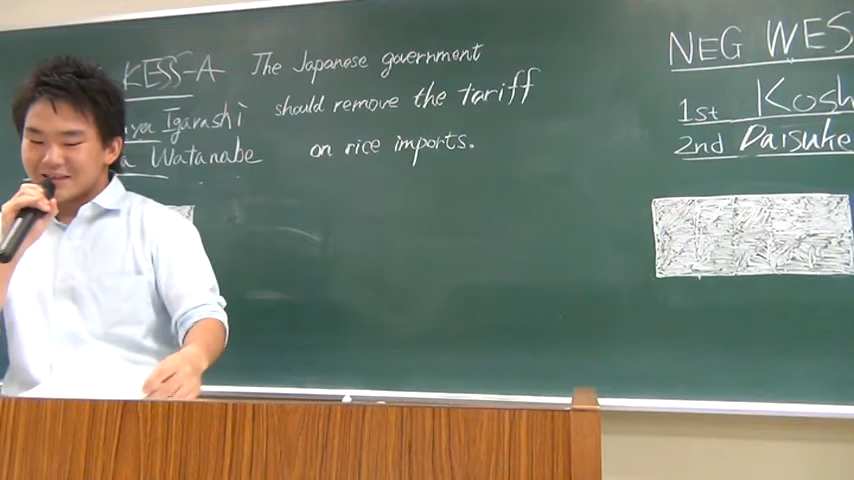 KESS-A
Igarashi
Watanabe
The Japanese government
should remove the tariff
on rice imports.
NEG WES
1st Kosh
2nd Daisuke